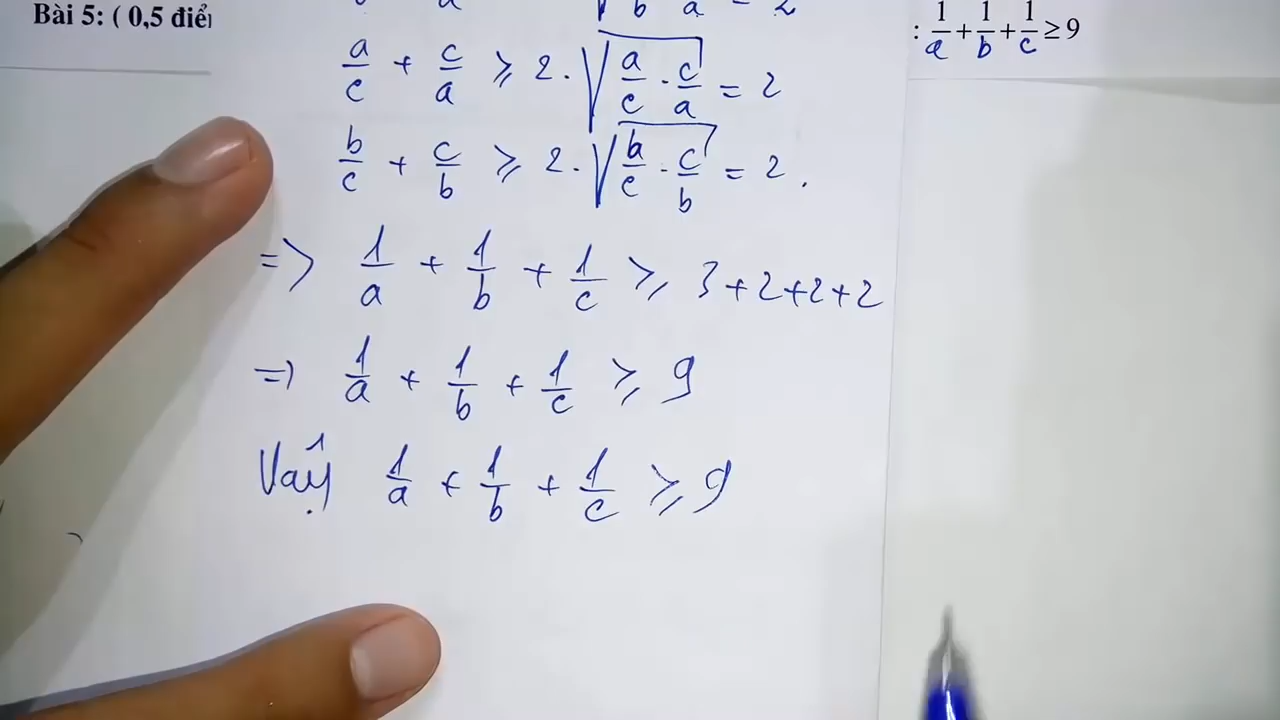 Bài 5: ( 0,5 điể
: 1/a + 1/b + 1/c ≥ 9
a/c + c/a ≥ 2 . √(a/c . c/a) = 2
b/c + c/b ≥ 2 . √(b/c . c/b) = 2 .
=> 1/a + 1/b + 1/c ≥ 3 + 2 + 2 + 2
=> 1/a + 1/b + 1/c ≥ 9
Vậy 1/a + 1/b + 1/c ≥ 9